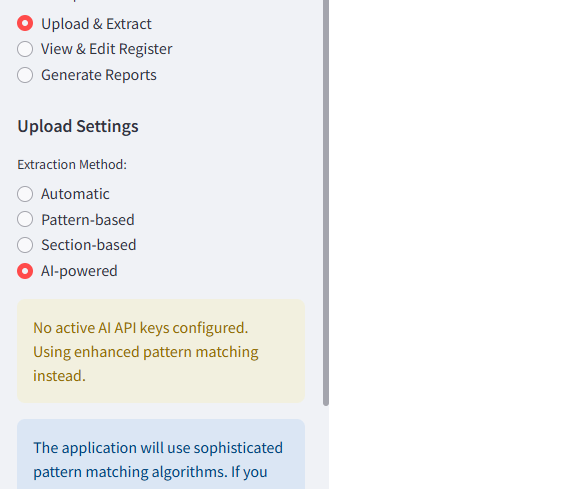 Upload & Extract
View & Edit Register
Generate Reports
Upload Settings
Extraction Method:
Automatic
Pattern-based
Section-based
AI-powered
No active AI API keys configured.
Using enhanced pattern matching
instead.
The application will use sophisticated
pattern matching algorithms. If you